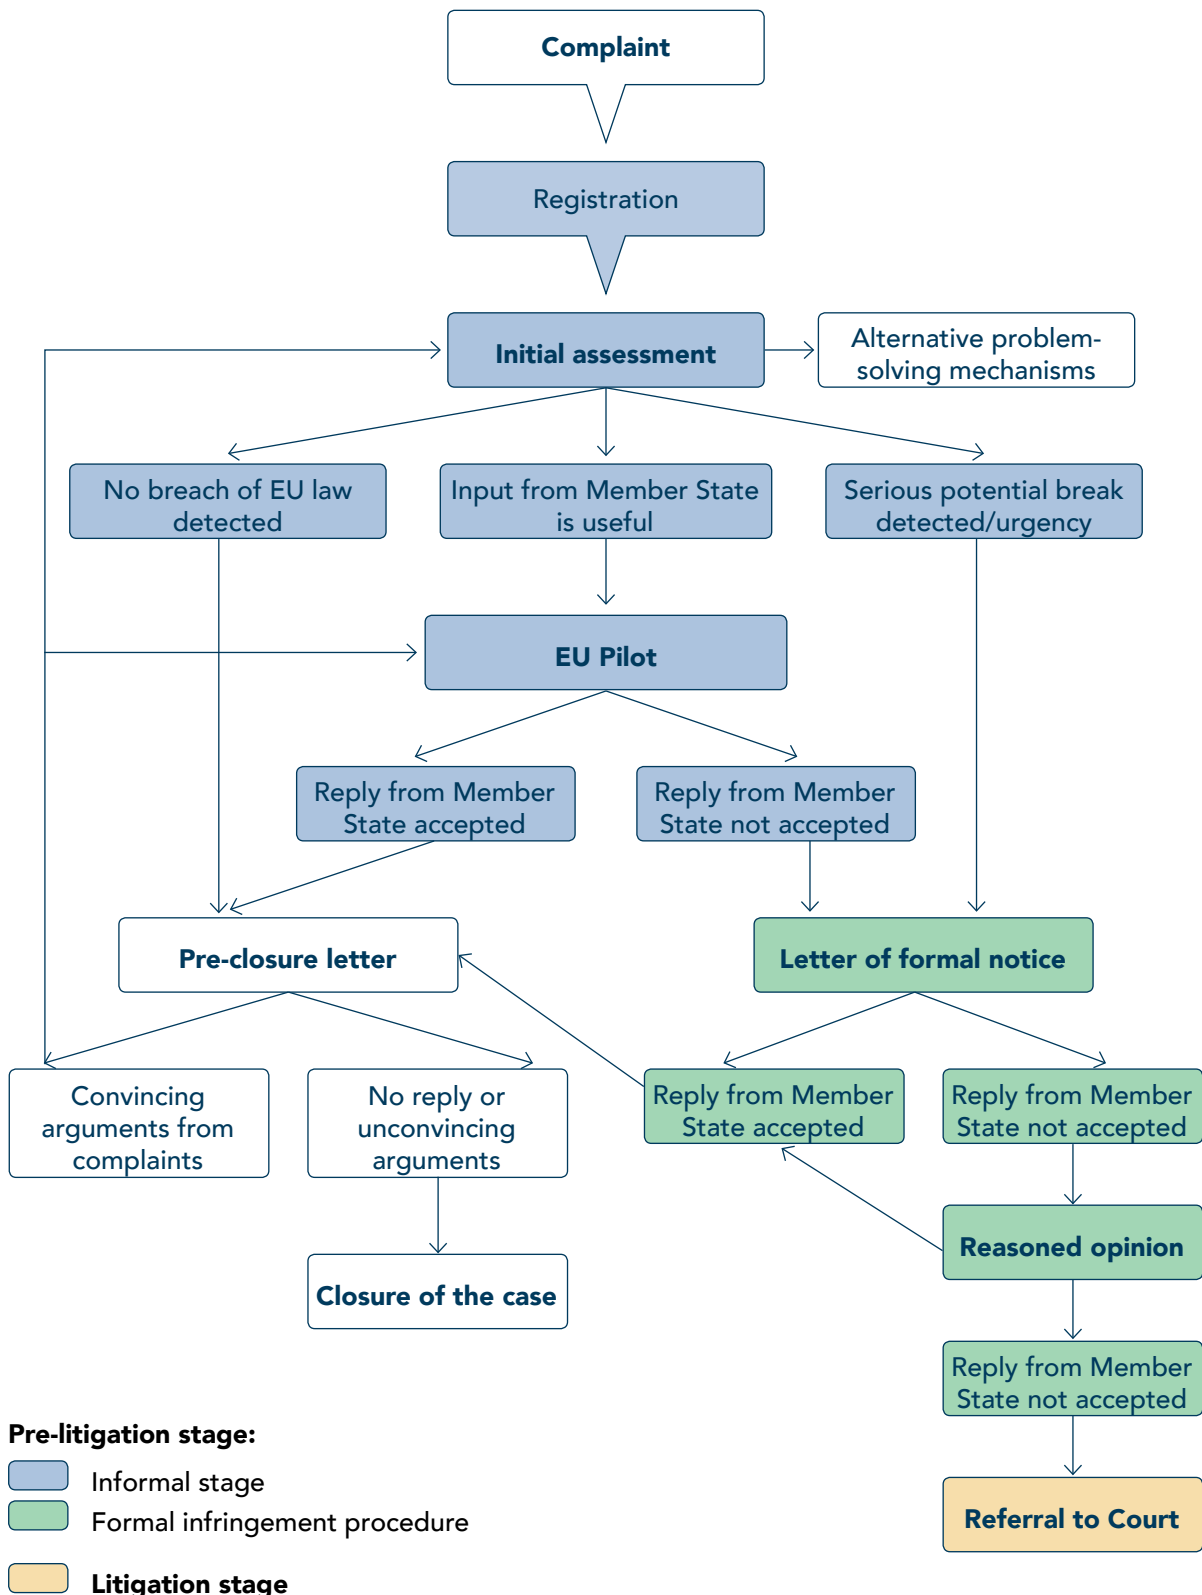 Complaint
Registration
Initial assessment
Alternative problem-
solving mechanisms
No breach of EU law
detected
Input from Member State
is useful
Serious potential break
detected/urgency
EU Pilot
Reply from Member
State accepted
Reply from Member
State not accepted
Pre-closure letter
Letter of formal notice
Convincing
arguments from
complaints
No reply or
unconvincing
arguments
Reply from Member
State accepted
Reply from Member
State not accepted
Reasoned opinion
Closure of the case
Reply from Member
State not accepted
Referral to Court
Pre-litigation stage:
Informal stage
Formal infringement procedure
Litigation stage